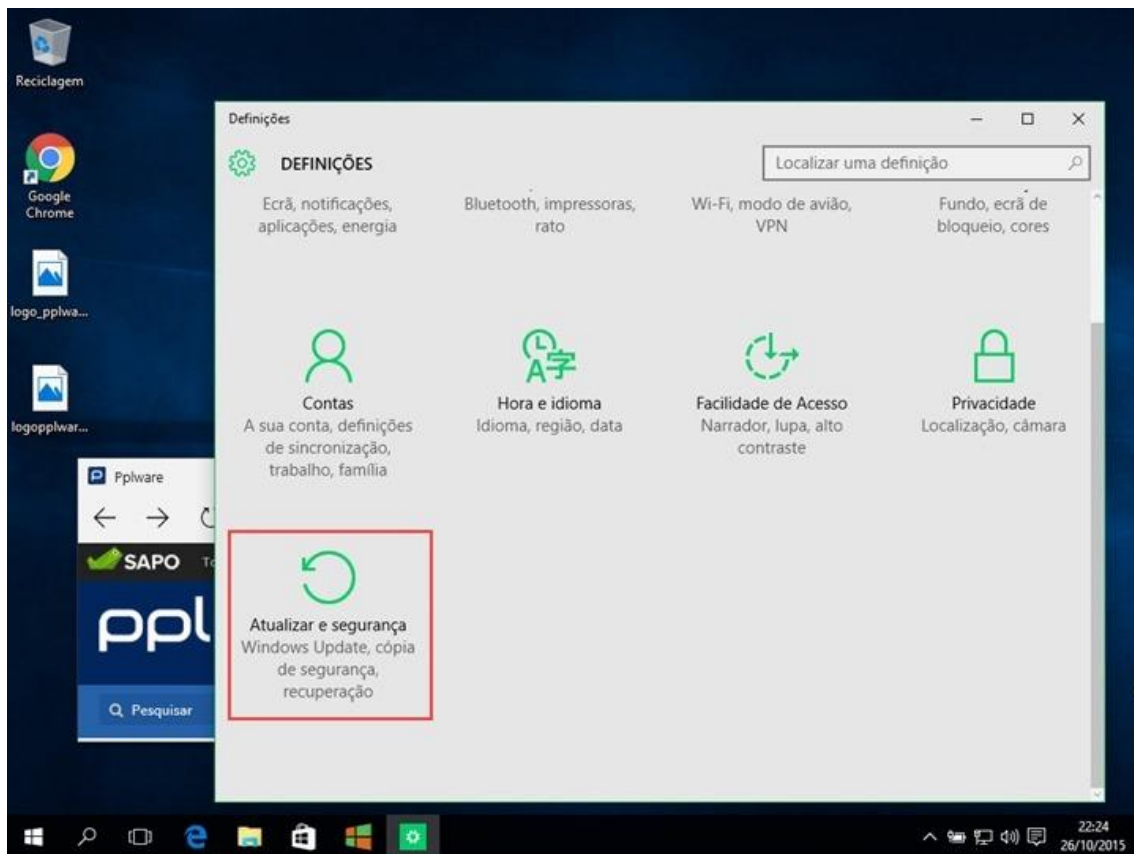 Reciclagem
Google
Chrome
logo_pplwa...
logopplwar...
Definições
DEFINIÇÕES
Localizar uma definição
Ecrã, notificações,
aplicações, energia
Bluetooth, impressoras,
rato
Wi-Fi, modo de avião,
VPN
Fundo, ecrã de
bloqueio, cores
Contas
A sua conta, definições
de sincronização,
trabalho, família
Hora e idioma
Idioma, região, data
Facilidade de Acesso
Narrador, lupa, alto
contraste
Privacidade
Localização, câmara
Atualizar e segurança
Windows Update, cópia
de segurança,
recuperação
Pplware
SAPO
ppl
Pesquisar
22:24
26/10/2015